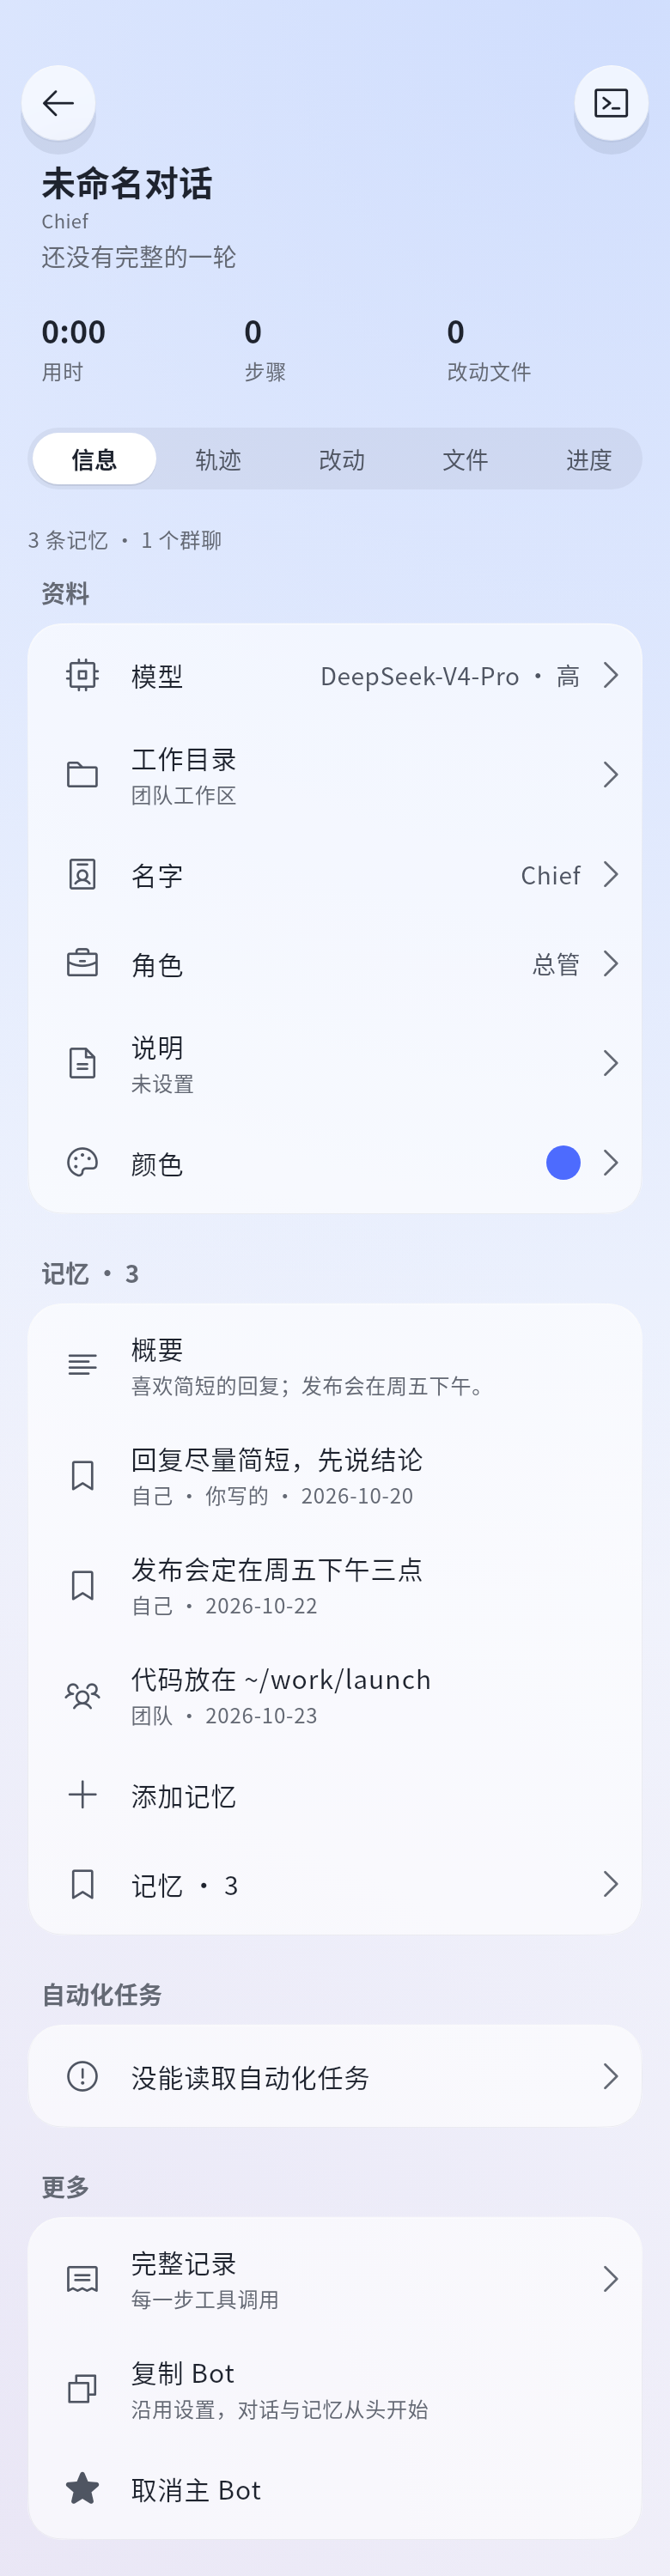 未命名对话
Chief
还没有完整的一轮
0:00
0
0
用时
步骤
改动文件
信息
轨迹
改动
文件
进度
3 条记忆 · 1 个群聊
资料
模型
DeepSeek-V4-Pro · 高
工作目录
团队工作区
名字
Chief
角色
总管
说明
未设置
颜色
记忆 · 3
概要
喜欢简短的回复；发布会在周五下午。
回复尽量简短，先说结论
自己 · 你写的 · 2026-10-20
发布会定在周五下午三点
自己 · 2026-10-22
代码放在 ~/work/launch
团队 · 2026-10-23
添加记忆
记忆 · 3
自动化任务
没能读取自动化任务
更多
完整记录
每一步工具调用
复制 Bot
沿用设置，对话与记忆从头开始
取消主 Bot